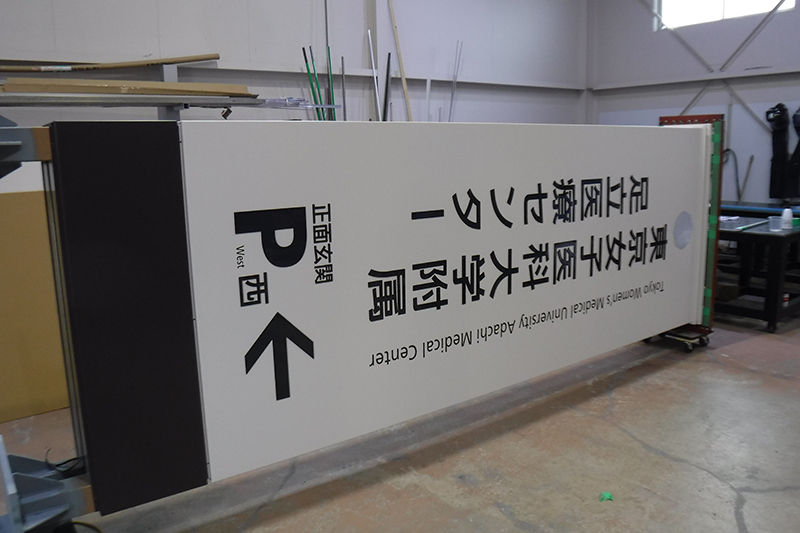 東京女子医科大学附属
足立医療センター
Tokyo Women's Medical University Adachi Medical Center
正面玄関
P西
West